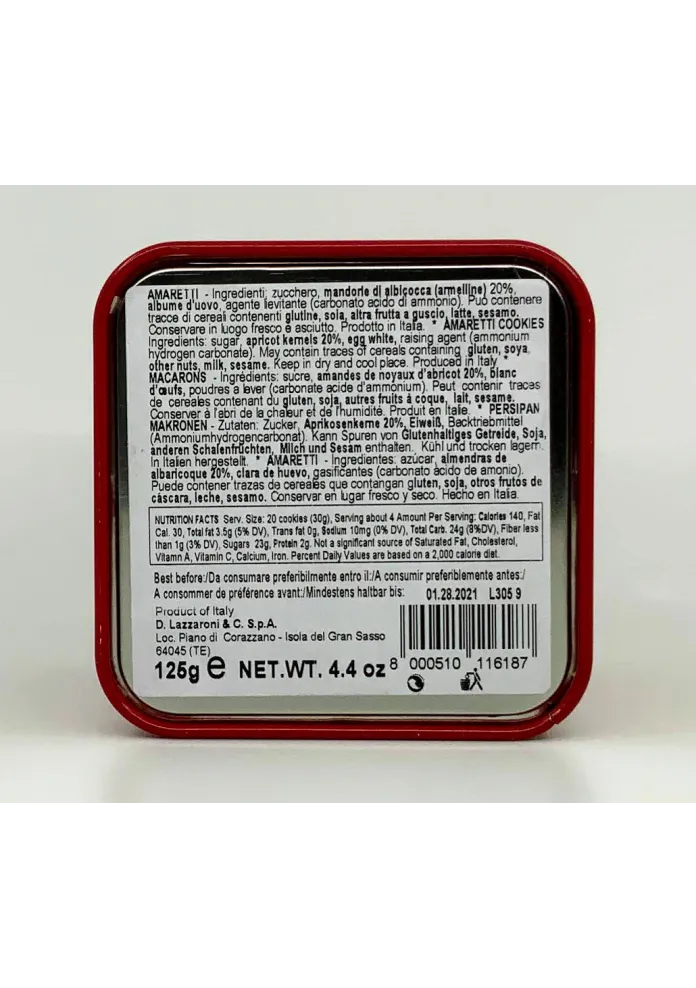 AMARETTI - Ingredienti: zucchero, mandorle di albicocca (armelline) 20%,
albume d'uovo, agente levitante (carbonato acido di ammonio). Può contenere
tracce di cereali contenenti glutine, soia, altra frutta a guscio, latte, sesamo.
Conservare in luogo fresco e asciutto. Prodotto in Italia. * AMARETTI COOKIES
Ingredients: sugar, apricot kernels 20%, egg white, raising agent (ammonium
hydrogen carbonate). May contain traces of cereals containing gluten, soya,
other nuts, milk, sesame. Keep in dry and cool place. Produced in Italy *
MACARONS - Ingrédients: sucre, amandes de noyaux d'abricot 20%, blanc
d'œufs, poudres a lever (carbonate acide d'ammonium). Peut contenir traces
de cereales contenant du gluten, soja, autres fruits à coque, lait, sesame.
Conserver à l'abri de la chaleur et de l'humidité. Produit en Italie. * PERSIPAN
MAKRONEN - Zutaten: Zucker, Aprikosenkerne 20%, Eiweiß, Backtriebmittel
(Ammoniumhydrogencarbonat). Kann Spuren von Glutenhaltiges Getreide, Soja,
anderen Schalenfrüchten, Milch und Sesam enthalten. Kühl und trocken lagern.
In Italien hergestellt. * AMARETTI - Ingredientes: azúcar, almendras de
albaricoque 20%, clara de huevo, gasificantes (carbonato ácido de amonio).
Puede contener trazas de cereales que contangan gluten, soja, otros frutos de
cáscara, leche, sesamo. Conservar en lugar fresco y seco. Hecho en Italia.
NUTRITION FACTS Serv. Size: 20 cookies (30g), Serving about 4 Amount Per Serving: Calories 140, Fat
Cal. 30, Total fat 3.5g (5% DV), Trans fat 0g, Sodium 10mg (0% DV), Total Carb. 24g (8%DV), Fiber less
than 1g (3% DV), Sugars 23g, Protein 2g. Not a significant source of Saturated Fat, Cholesterol,
Vitamn A, Vitamin C, Calcium, Iron. Percent Daily Values are based on a 2,000 calorie diet.
Best before:/Da consumare preferibilmente entro il:/A consumir preferiblemente antes:/
A consommer de préférence avant:/Mindestens haltbar bis: 01.28.2021 L305 9
Product of Italy
D. Lazzaroni & C. S.p.A.
Loc. Piano di Corazzano - Isola del Gran Sasso
64045 (TE)
125g e NET.WT. 4.4 oz 8 000510 116187